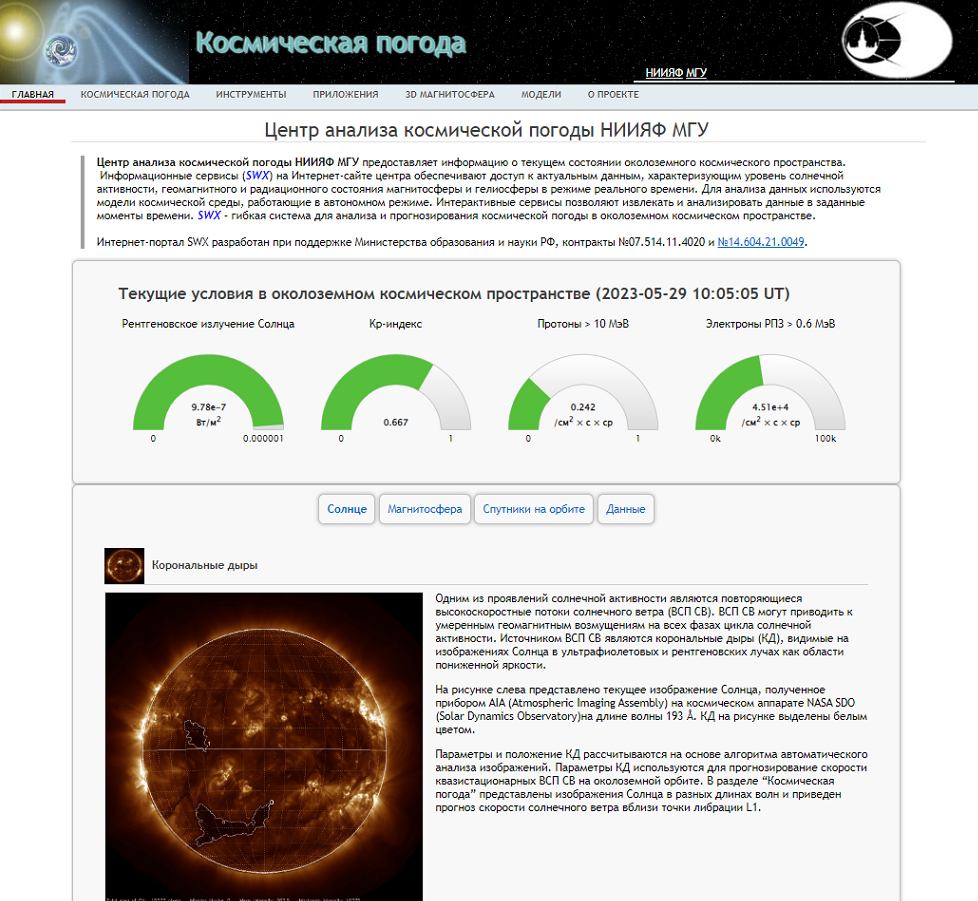 Космическая погода
НИИЯФ МГУ
ГЛАВНАЯ КОСМИЧЕСКАЯ ПОГОДА ИНСТРУМЕНТЫ ПРИЛОЖЕНИЯ 3D МАГНИТОСФЕРА МОДЕЛИ О ПРОЕКТЕ
Центр анализа космической погоды НИИЯФ МГУ
Центр анализа космической погоды НИИЯФ МГУ предоставляет информацию о текущем состоянии околоземного космического пространства.
Информационные сервисы (SWX) на Интернет-сайте центра обеспечивают доступ к актуальным данным, характеризующим уровень солнечной
активности, геомагнитного и радиационного состояния магнитосферы и гелиосферы в режиме реального времени. Для анализа данных используются
модели космической среды, работающие в автономном режиме. Интерактивные сервисы позволяют извлекать и анализировать данные в заданные
моменты времени. SWX - гибкая система для анализа и прогнозирования космической погоды в околоземном космическом пространстве.
Интернет-портал SWX разработан при поддержке Министерства образования и науки РФ, контракты №07.514.11.4020 и №14.604.21.0049.
Текущие условия в околоземном космическом пространстве (2023-05-29 10:05:05 UT)
Рентгеновское излучение Солнца Kp-индекс Протоны > 10 МэВ Электроны РПЗ > 0.6 МэВ
9.78e-7 0.242 4.51e+4
Вт/м² 0.667 /см² × с × ср /см² × с × ср
0 0.000001 0 1 0 1 0k 100k
Солнце Магнитосфера Спутники на орбите Данные
Корональные дыры
Одним из проявлений солнечной активности являются повторяющиеся
высокоскоростные потоки солнечного ветра (ВСП СВ). ВСП СВ могут приводить к
умеренным геомагнитным возмущениям на всех фазах цикла солнечной
активности. Источником ВСП СВ являются корональные дыры (КД), видимые на
изображениях Солнца в ультрафиолетовых и рентгеновских лучах как области
пониженной яркости.
На рисунке слева представлено текущее изображение Солнца, полученное
прибором AIA (Atmospheric Imaging Assembly) на космическом аппарате NASA SDO
(Solar Dynamics Observatory)на длине волны 193 Å. КД на рисунке выделены белым
цветом.
Параметры и положение КД рассчитываются на основе алгоритма автоматического
анализа изображений. Параметры КД используются для прогнозирования скорости
квазистационарных ВСП СВ на околоземной орбите. В разделе “Космическая
погода” представлены изображения Солнца в разных длинах волн и приведен
прогноз скорости солнечного ветра вблизи точки либрации L1.